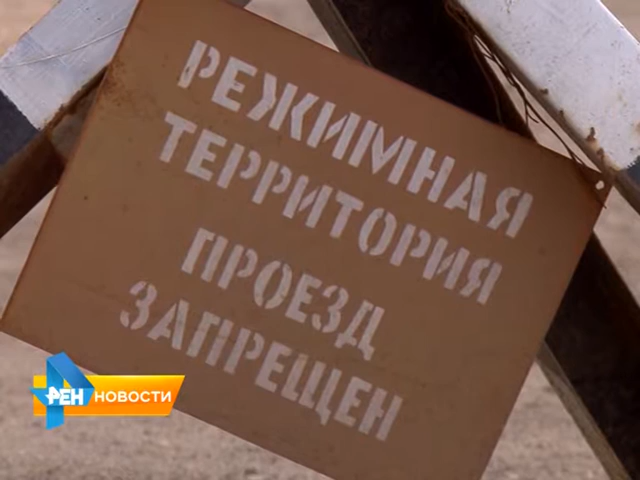 РЕЖИМНАЯ
ТЕРРИТОРИЯ
ПРОЕЗД
ЗАПРЕЩЕН
РЕН НОВОСТИ